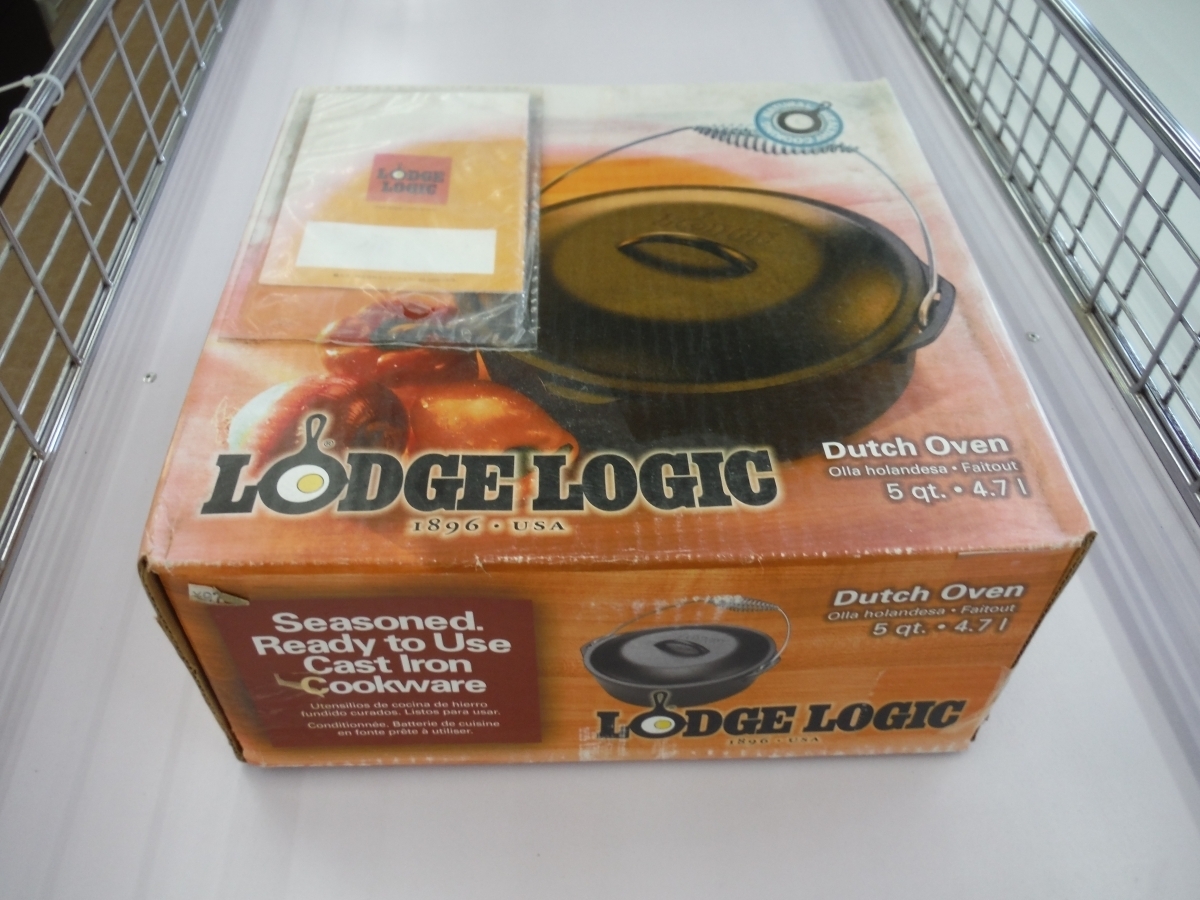 LODGE
LOGIC
LODGE LOGIC
®
1896 • USA
Dutch Oven
Olla holandesa • Faitout
5 qt. • 4.7 l
Seasoned.
Ready to Use
Cast Iron
Cookware
Utensilios de cocina de hierro
fundido curados. Listos para usar.
Conditionnée. Batterie de cuisine
en fonte prête à utiliser.
Dutch Oven
Olla holandesa • Faitout
5 qt. • 4.7 l
LODGE LOGIC
1896 • USA